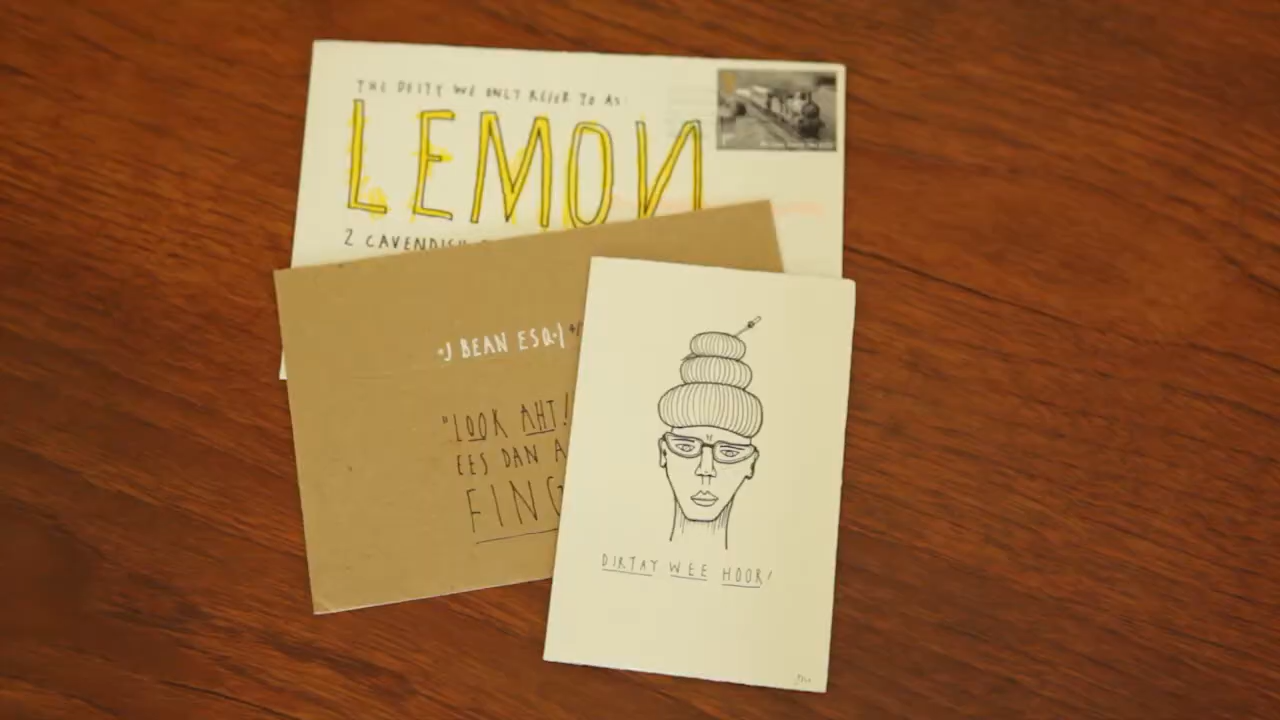 THE DEITY WE ONLY REFER TO AS:
LEMON
2 CAVENDISH
·J BEAN ESQ·|
"LOOK AHT!
EES DAN A
FING
DIRTAY WEE HOOR!